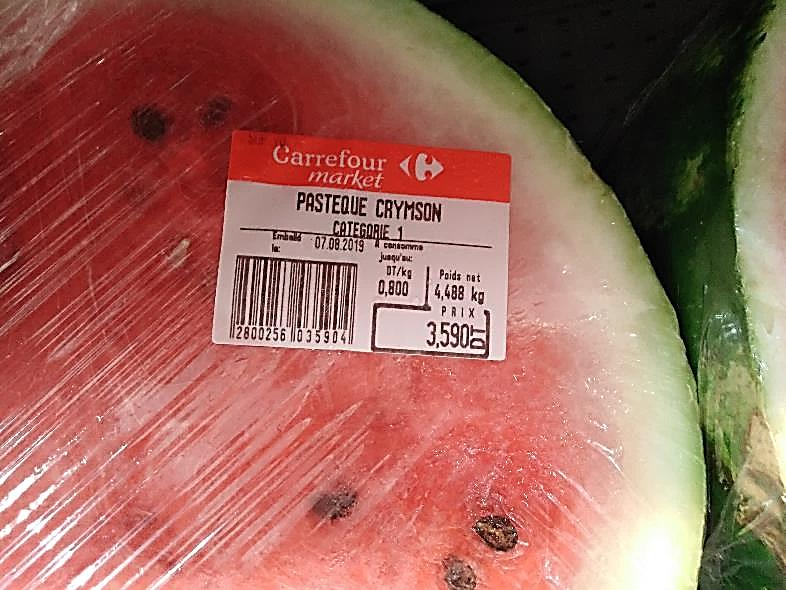 Carrefour
market
PASTEQUE CRYMSON
CATEGORIE 1
Emballé le: 07.08.2019 A consomme jusqu'au:
DT/kg Poids net
0,800 4,488 kg
PRIX
3,590 DT
2800256 035904